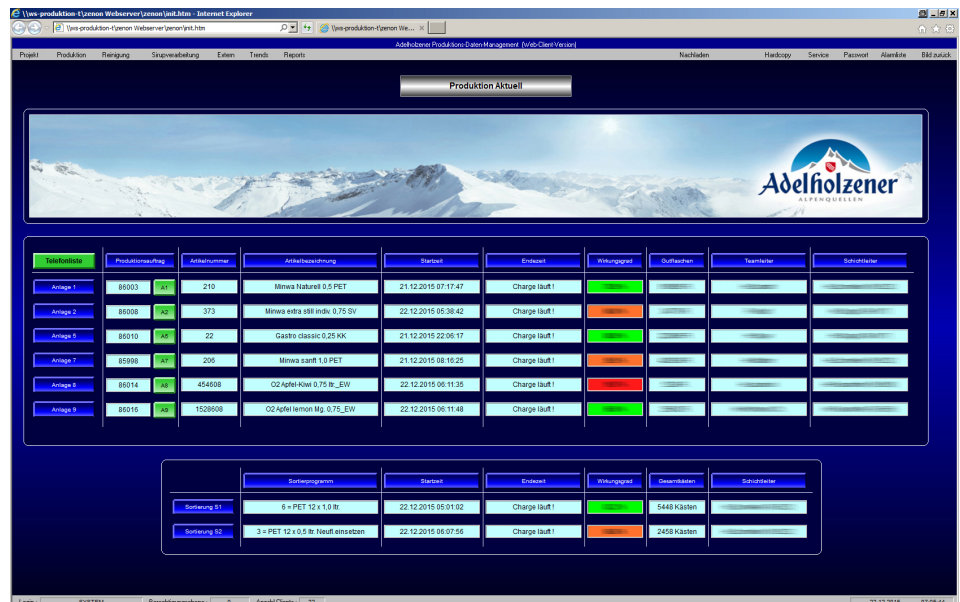 \\ws-produktion-t\zenon Webserver\zenon\init.htm - Internet Explorer
\\ws-produktion-t\zenon Webserver\zenon\init.htm
\\ws-produktion-t\zenon We...
Adelholzener Produktions-Daten-Management (Web-Client-Version)
Projekt Produktion Reinigung Sirupverarbeitung Extern Trends Reports Nachladen Hardcopy Service Passwort Alarmliste Bild zurück
Produktion Aktuell
Adelholzener
ALPENQUELLEN
Telefonliste Produktionsauftrag Artikelnummer Artikelbezeichnung Startzeit Endezeit Wirkungsgrad Gutflaschen Teamleiter Schichtleiter
Anlage 1 86003 A1 210 Minwa Naturell 0,5 PET 21.12.2015 07:17:47 Charge läuft !
Anlage 2 86008 A2 373 Minwa extra still indiv. 0,75 SV 22.12.2015 05:38:42 Charge läuft !
Anlage 5 86010 A5 22 Gastro classic 0,25 KK 21.12.2015 22:06:17 Charge läuft !
Anlage 7 85998 A7 206 Minwa sanft 1,0 PET 21.12.2015 08:16:25 Charge läuft !
Anlage 8 86014 A8 454608 O2 Apfel-Kiwi 0,75 ltr._EW 22.12.2015 06:11:35 Charge läuft !
Anlage 9 86016 A9 1528608 O2 Apfel lemon Mg. 0,75_EW 22.12.2015 06:11:48 Charge läuft !
Sortierprogramm Startzeit Endezeit Wirkungsgrad Gesamtkästen Schichtleiter
Sortierung S1 6 = PET 12 x 1,0 ltr. 22.12.2015 05:01:02 Charge läuft ! 5448 Kästen
Sortierung S2 3 = PET 12 x 0,5 ltr. Neufl.einsetzen 22.12.2015 06:07:56 Charge läuft ! 2458 Kästen